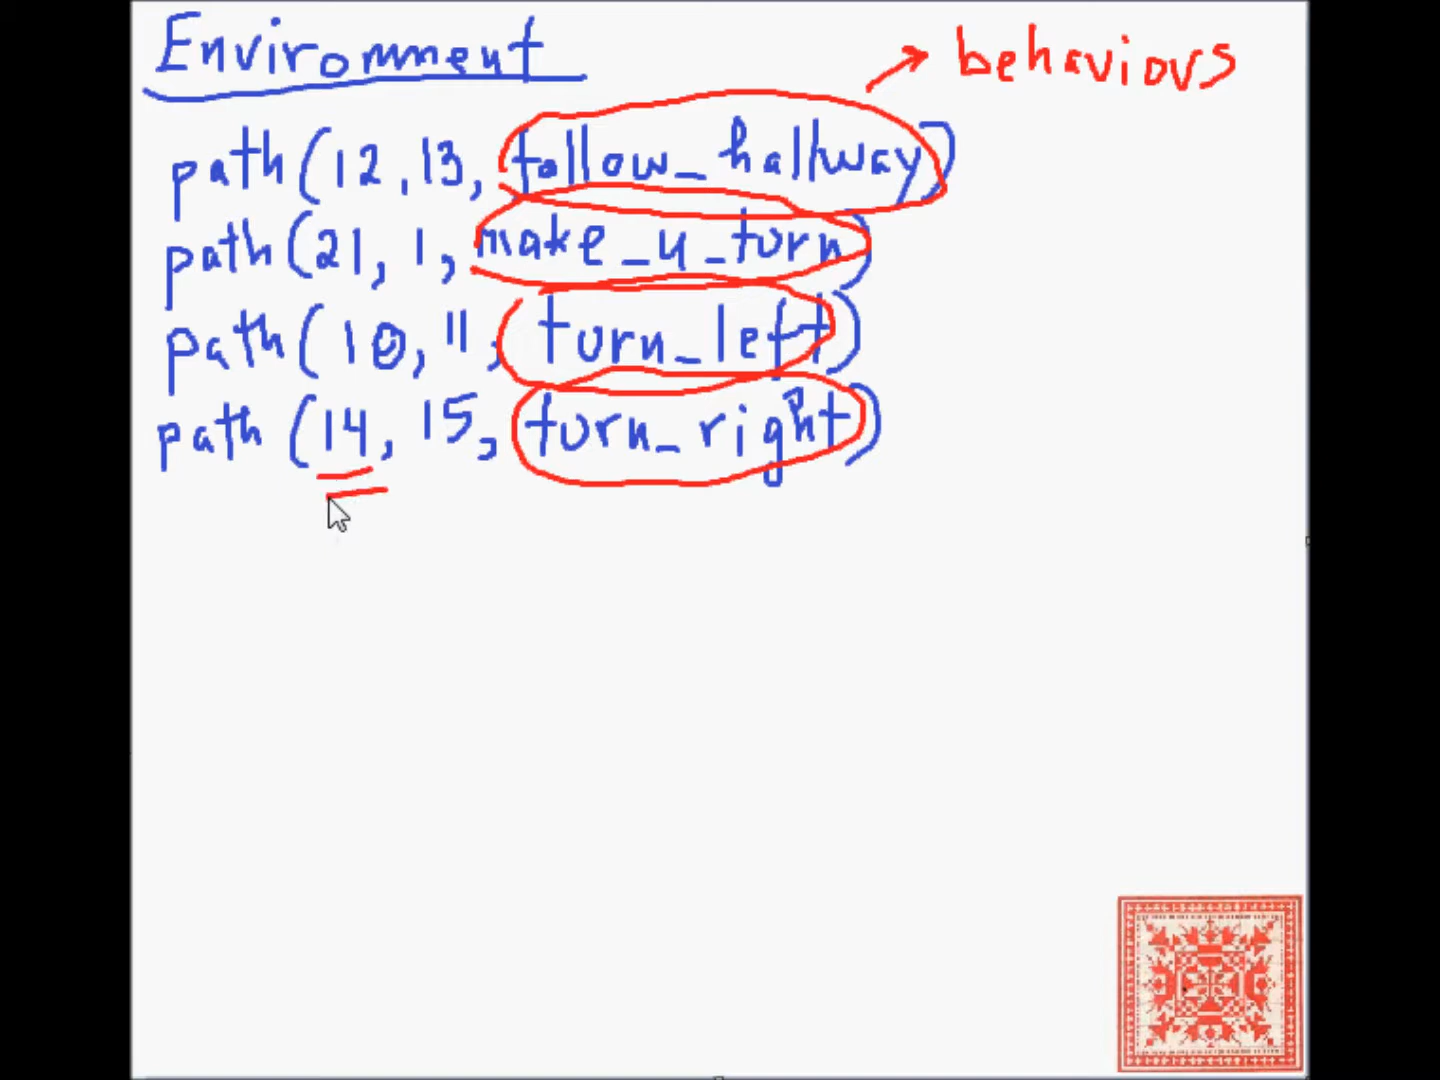 Environment
behaviors
path(12,13, follow_hallway)
path(21, 1, make_u_turn)
path(10, 11, turn_left)
path (14, 15, turn_right)